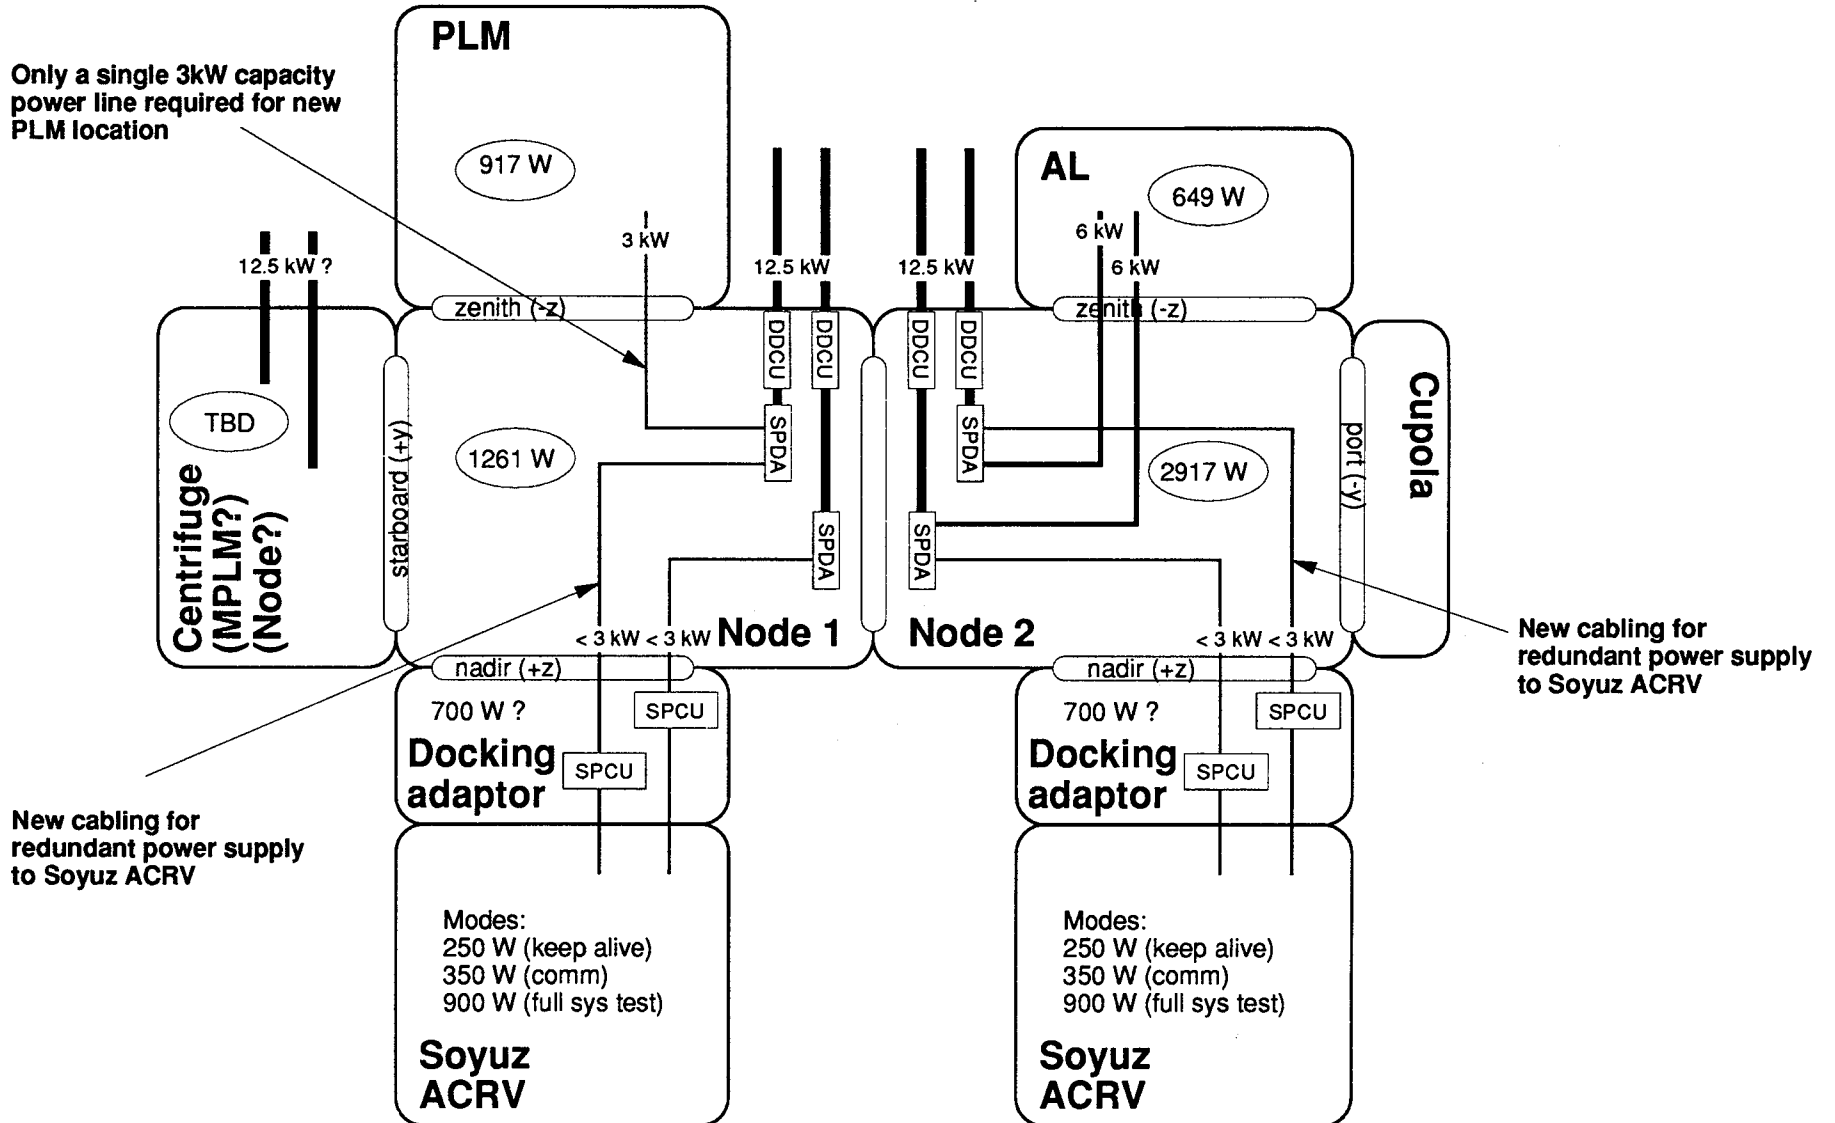 PLM
Only a single 3kW capacity
power line required for new
PLM location
917 W
AL
649 W
3 kW
6 kW
6 kW
12.5 kW ?
12.5 kW
12.5 kW
zenith (-z)
zenith (-z)
DDCU
DDCU
DDCU
DDCU
SPDA
SPDA
SPDA
SPDA
TBD
1261 W
2917 W
starboard (+y)
port (-y)
Cupola
Centrifuge
(MPLM?)
(Node?)
< 3 kW
< 3 kW
Node 1
Node 2
< 3 kW
< 3 kW
nadir (+z)
nadir (+z)
New cabling for
redundant power supply
to Soyuz ACRV
700 W ?
SPCU
Docking
adaptor
SPCU
700 W ?
SPCU
Docking
adaptor
SPCU
New cabling for
redundant power supply
to Soyuz ACRV
Modes:
250 W (keep alive)
350 W (comm)
900 W (full sys test)
Soyuz
ACRV
Modes:
250 W (keep alive)
350 W (comm)
900 W (full sys test)
Soyuz
ACRV